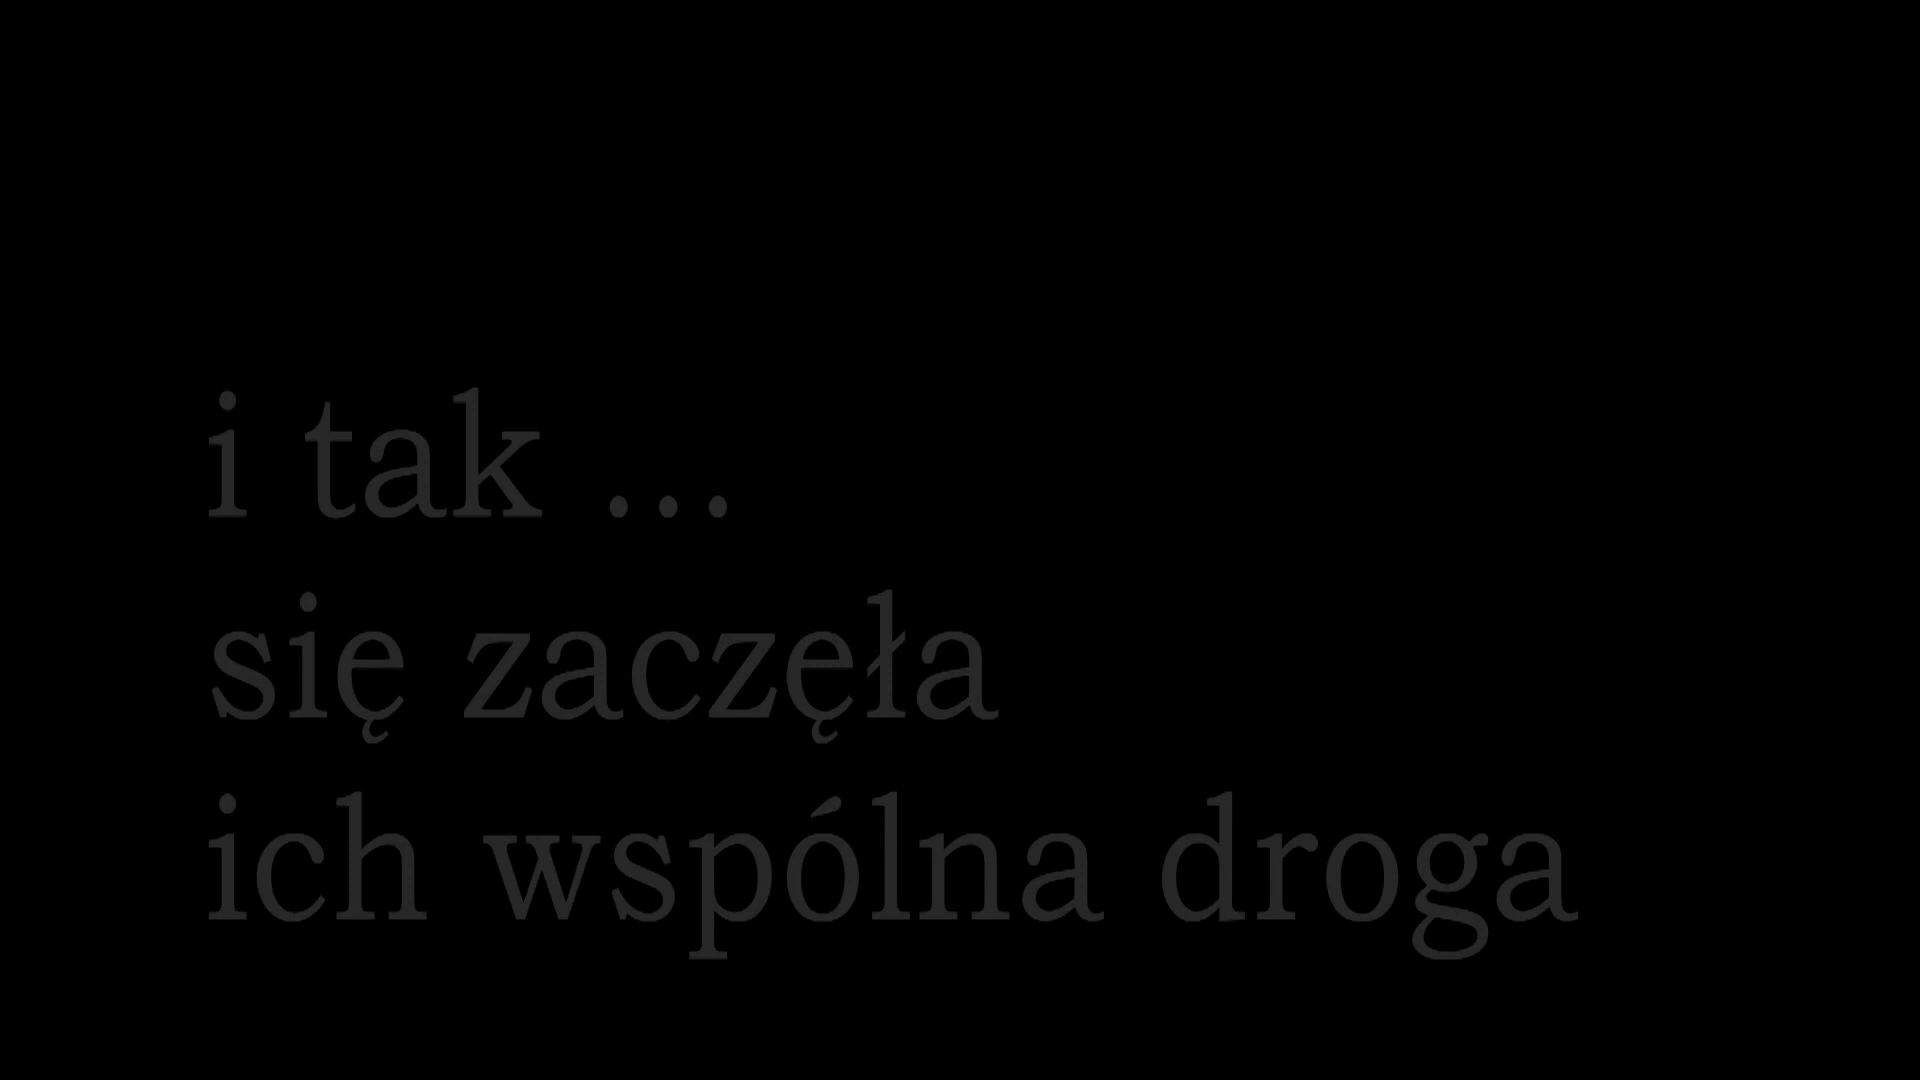 i tak ...
się zaczęła
ich wspólna droga